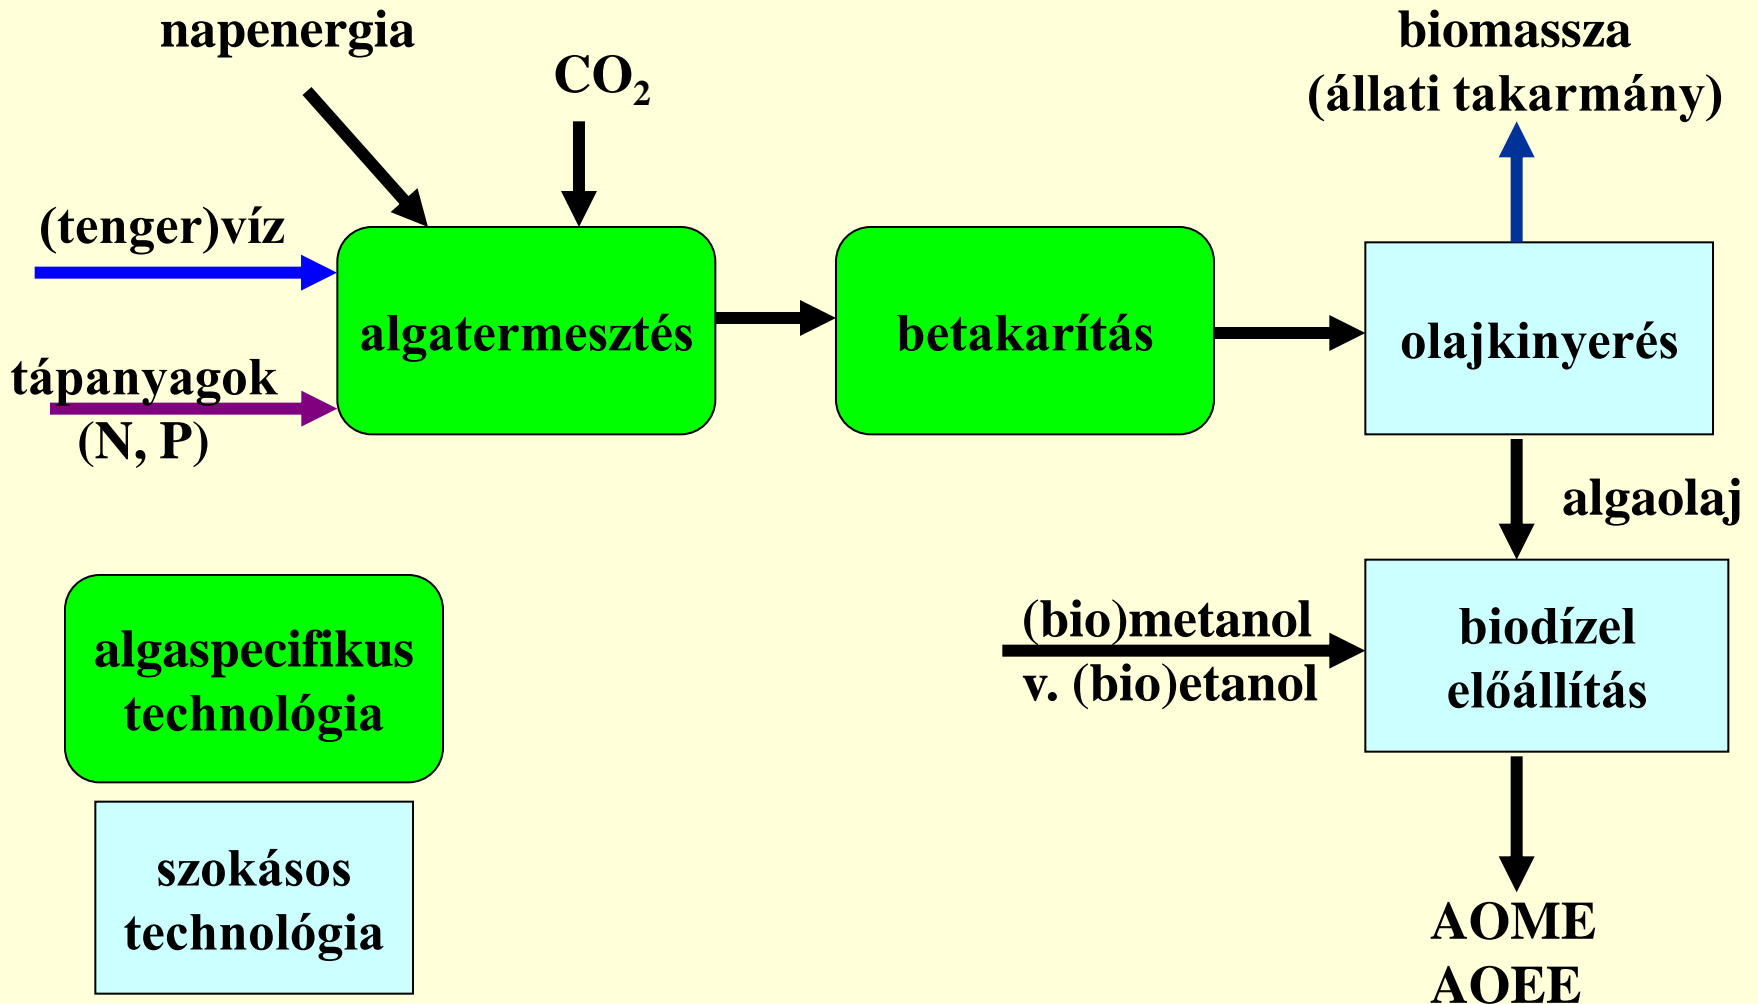 napenergia
CO₂
biomassza
(állati takarmány)
(tenger)víz
algatermesztés
betakarítás
olajkinyerés
tápanyagok
(N, P)
algaolaj
(bio)metanol
v. (bio)etanol
biodízel
előállítás
algaspecifikus
technológia
szokásos
technológia
AOME
AOEE